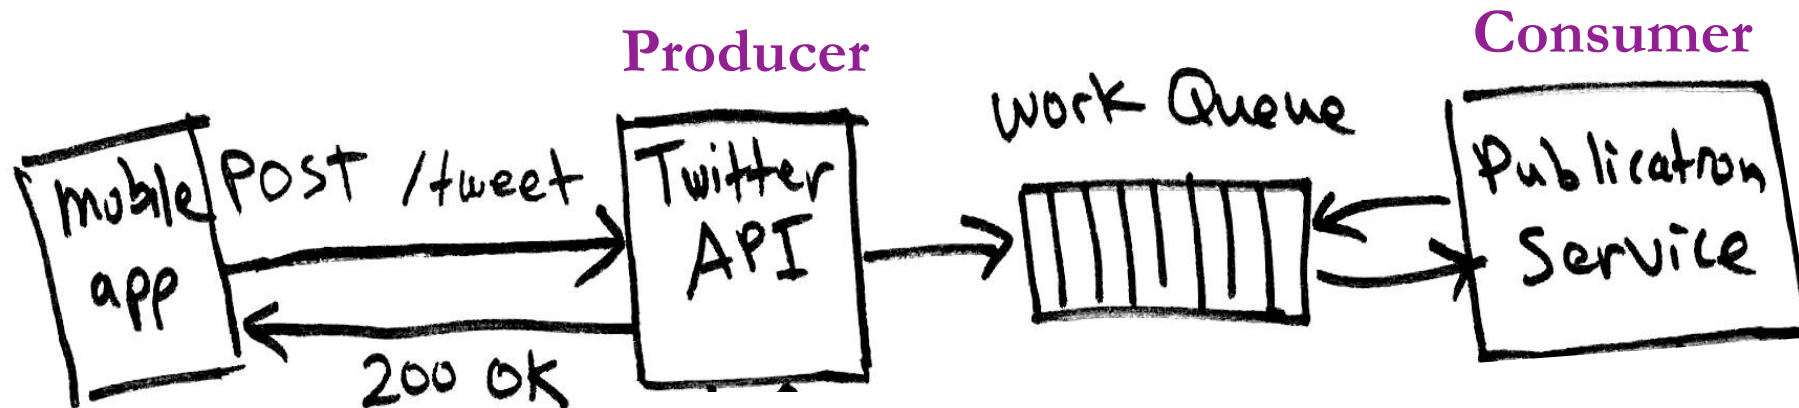 Producer
Consumer
work Queue
mobile
app
POST /tweet
200 OK
Twitter
API
Publication
Service